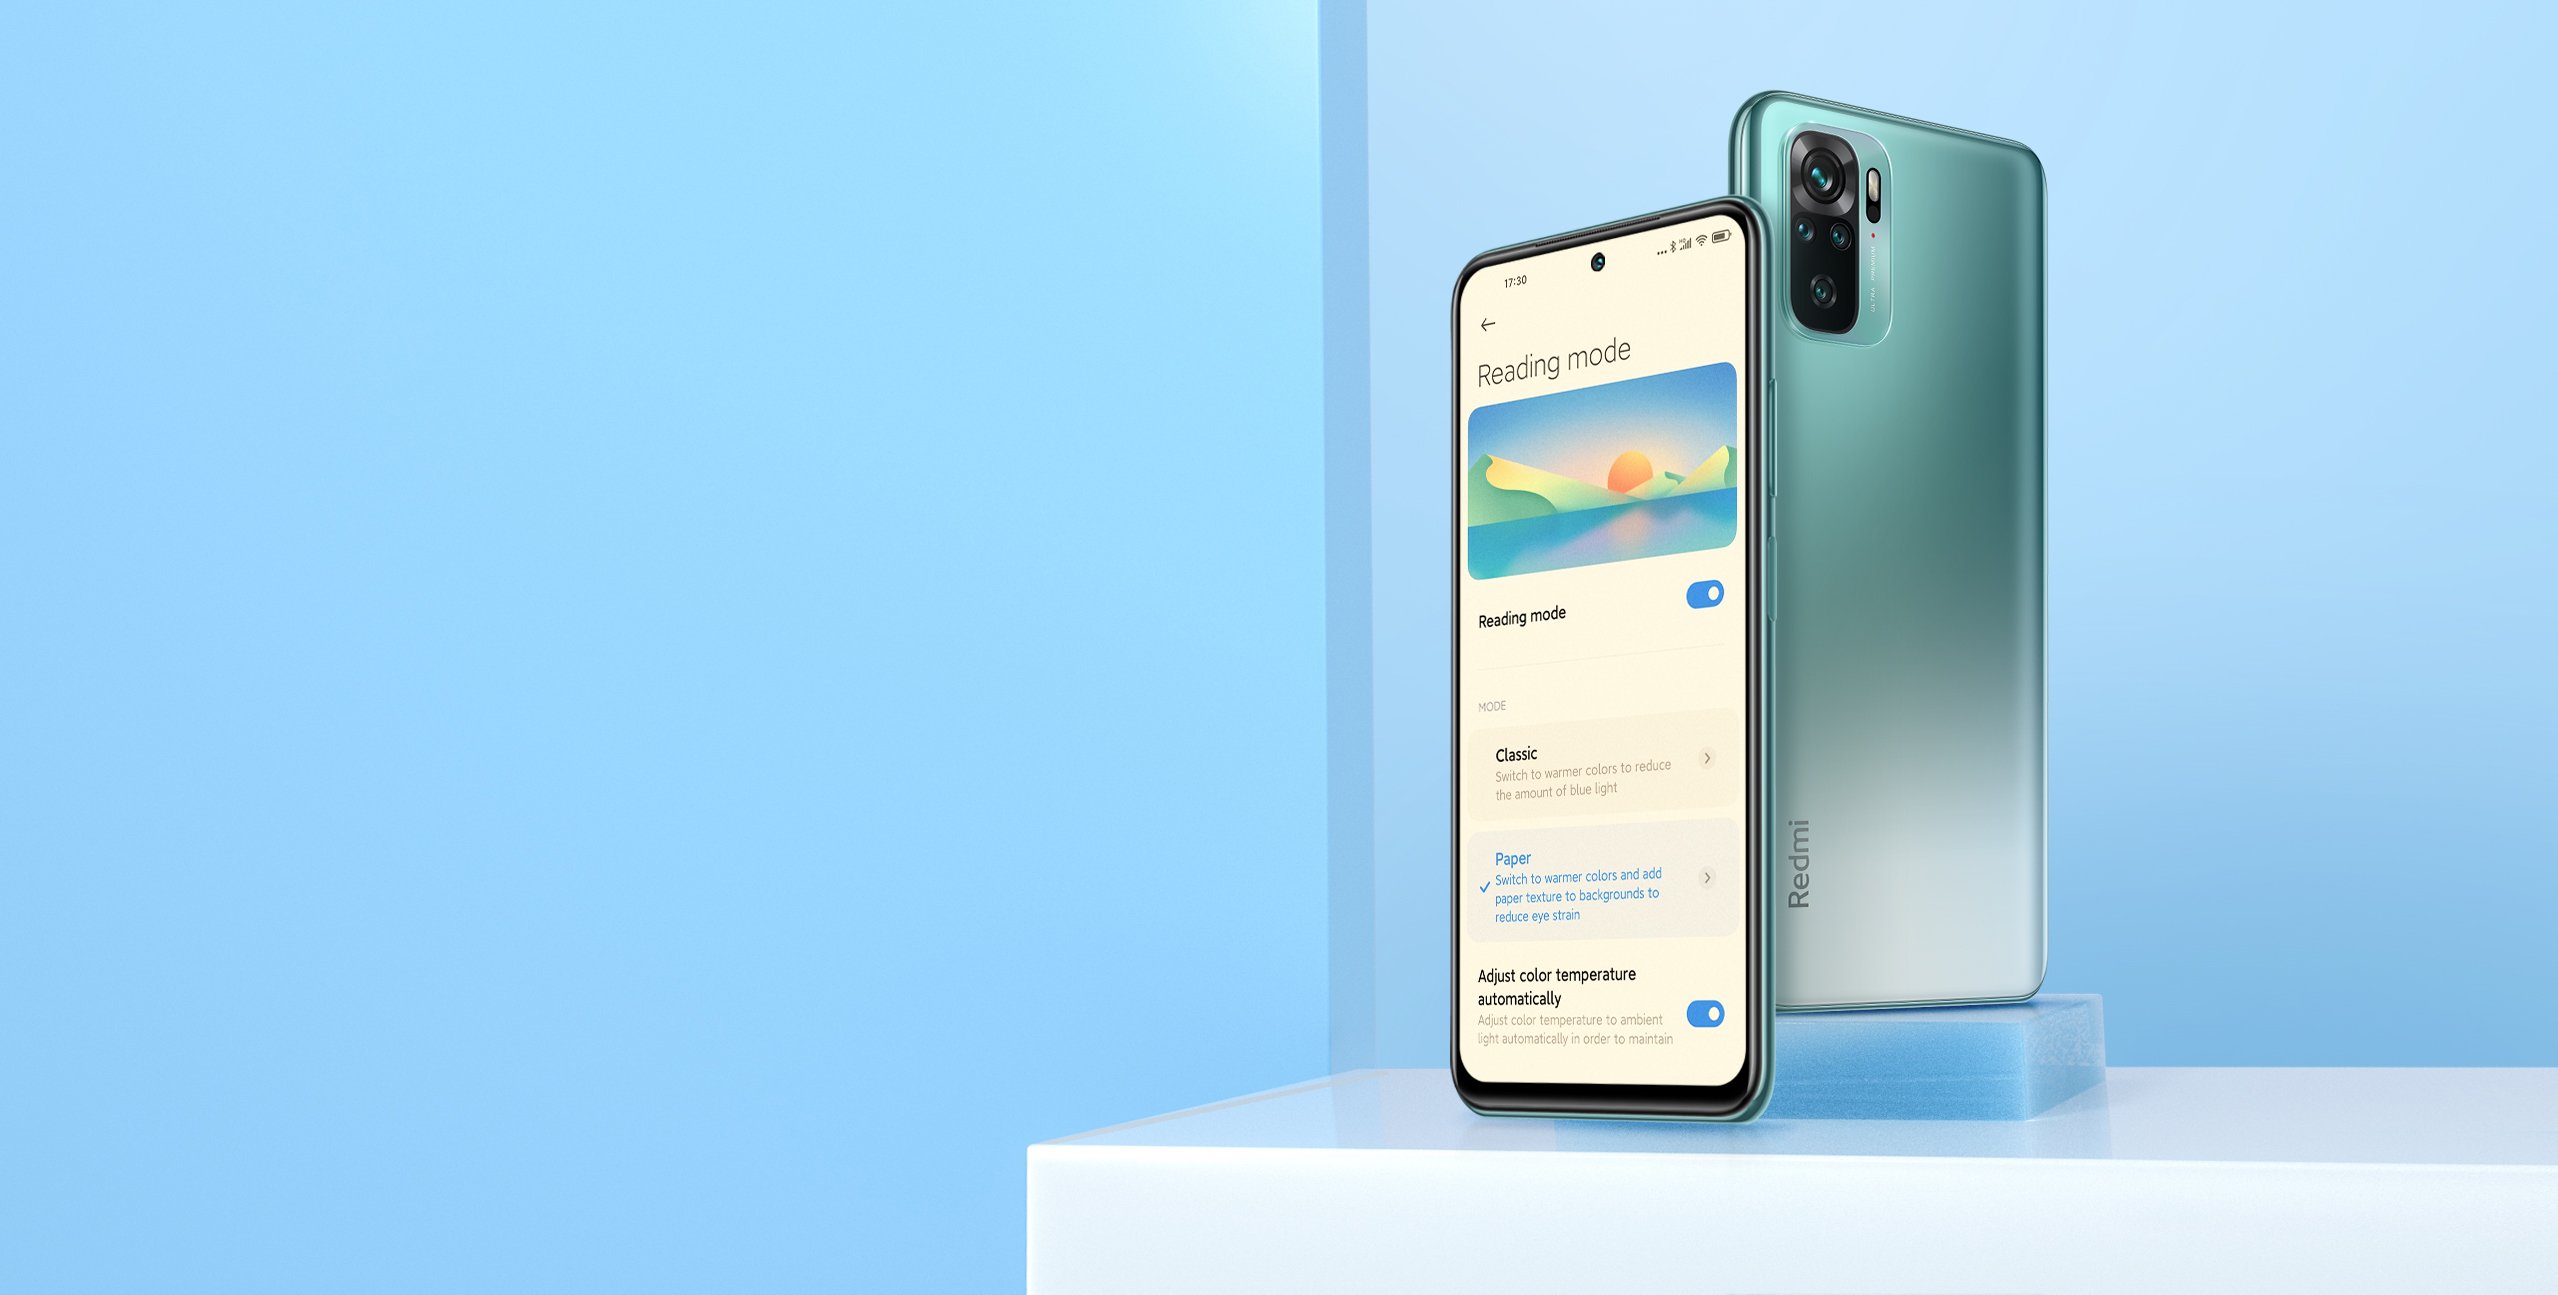 17:30
Reading mode
Reading mode
MODE
Classic
Switch to warmer colors to reduce
the amount of blue light
Paper
Switch to warmer colors and add
paper texture to backgrounds to
reduce eye strain
Adjust color temperature
automatically
Adjust color temperature to ambient
light automatically in order to maintain
ULTRA PREMIUM
Redmi